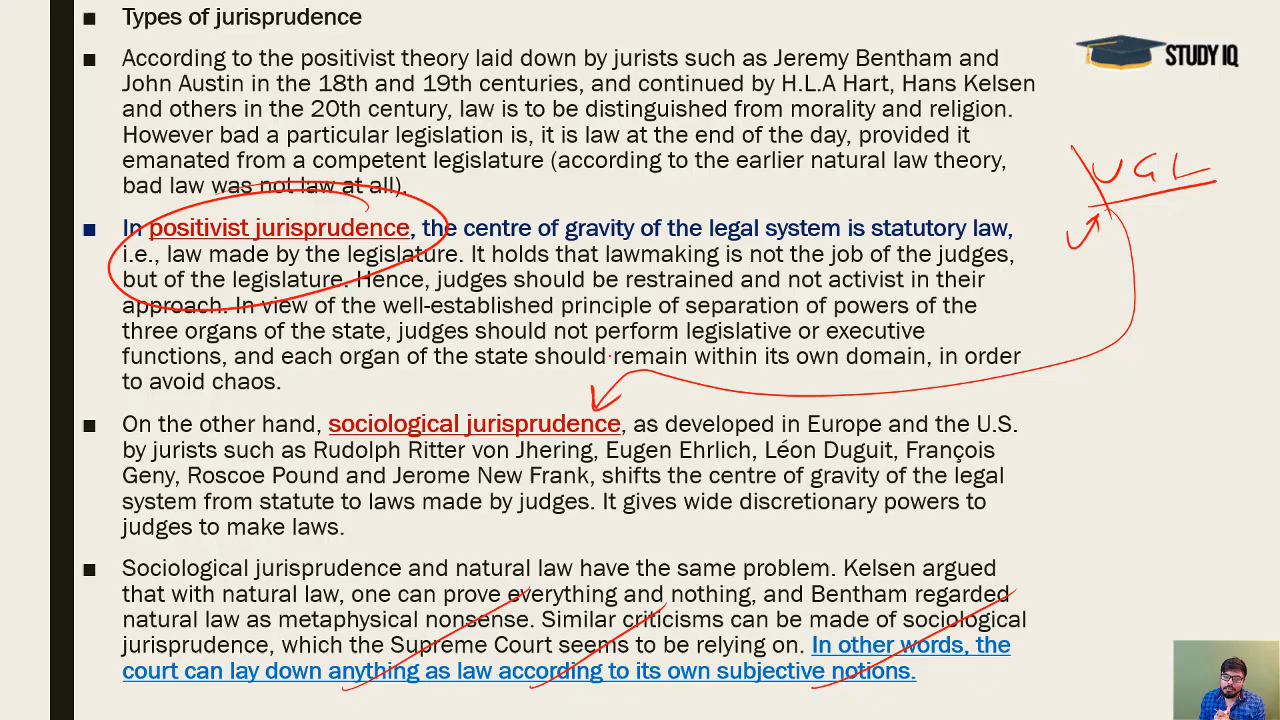 Types of jurisprudence
According to the positivist theory laid down by jurists such as Jeremy Bentham and
John Austin in the 18th and 19th centuries, and continued by H.L.A Hart, Hans Kelsen
and others in the 20th century, law is to be distinguished from morality and religion.
However bad a particular legislation is, it is law at the end of the day, provided it
emanated from a competent legislature (according to the earlier natural law theory,
bad law was not law at all).
In positivist jurisprudence, the centre of gravity of the legal system is statutory law,
i.e., law made by the legislature. It holds that lawmaking is not the job of the judges,
but of the legislature. Hence, judges should be restrained and not activist in their
approach. In view of the well-established principle of separation of powers of the
three organs of the state, judges should not perform legislative or executive
functions, and each organ of the state should remain within its own domain, in order
to avoid chaos.
On the other hand, sociological jurisprudence, as developed in Europe and the U.S.
by jurists such as Rudolph Ritter von Jhering, Eugen Ehrlich, Léon Duguit, François
Geny, Roscoe Pound and Jerome New Frank, shifts the centre of gravity of the legal
system from statute to laws made by judges. It gives wide discretionary powers to
judges to make laws.
Sociological jurisprudence and natural law have the same problem. Kelsen argued
that with natural law, one can prove everything and nothing, and Bentham regarded
natural law as metaphysical nonsense. Similar criticisms can be made of sociological
jurisprudence, which the Supreme Court seems to be relying on. In other words, the
court can lay down anything as law according to its own subjective notions.
STUDY IQ
UGL